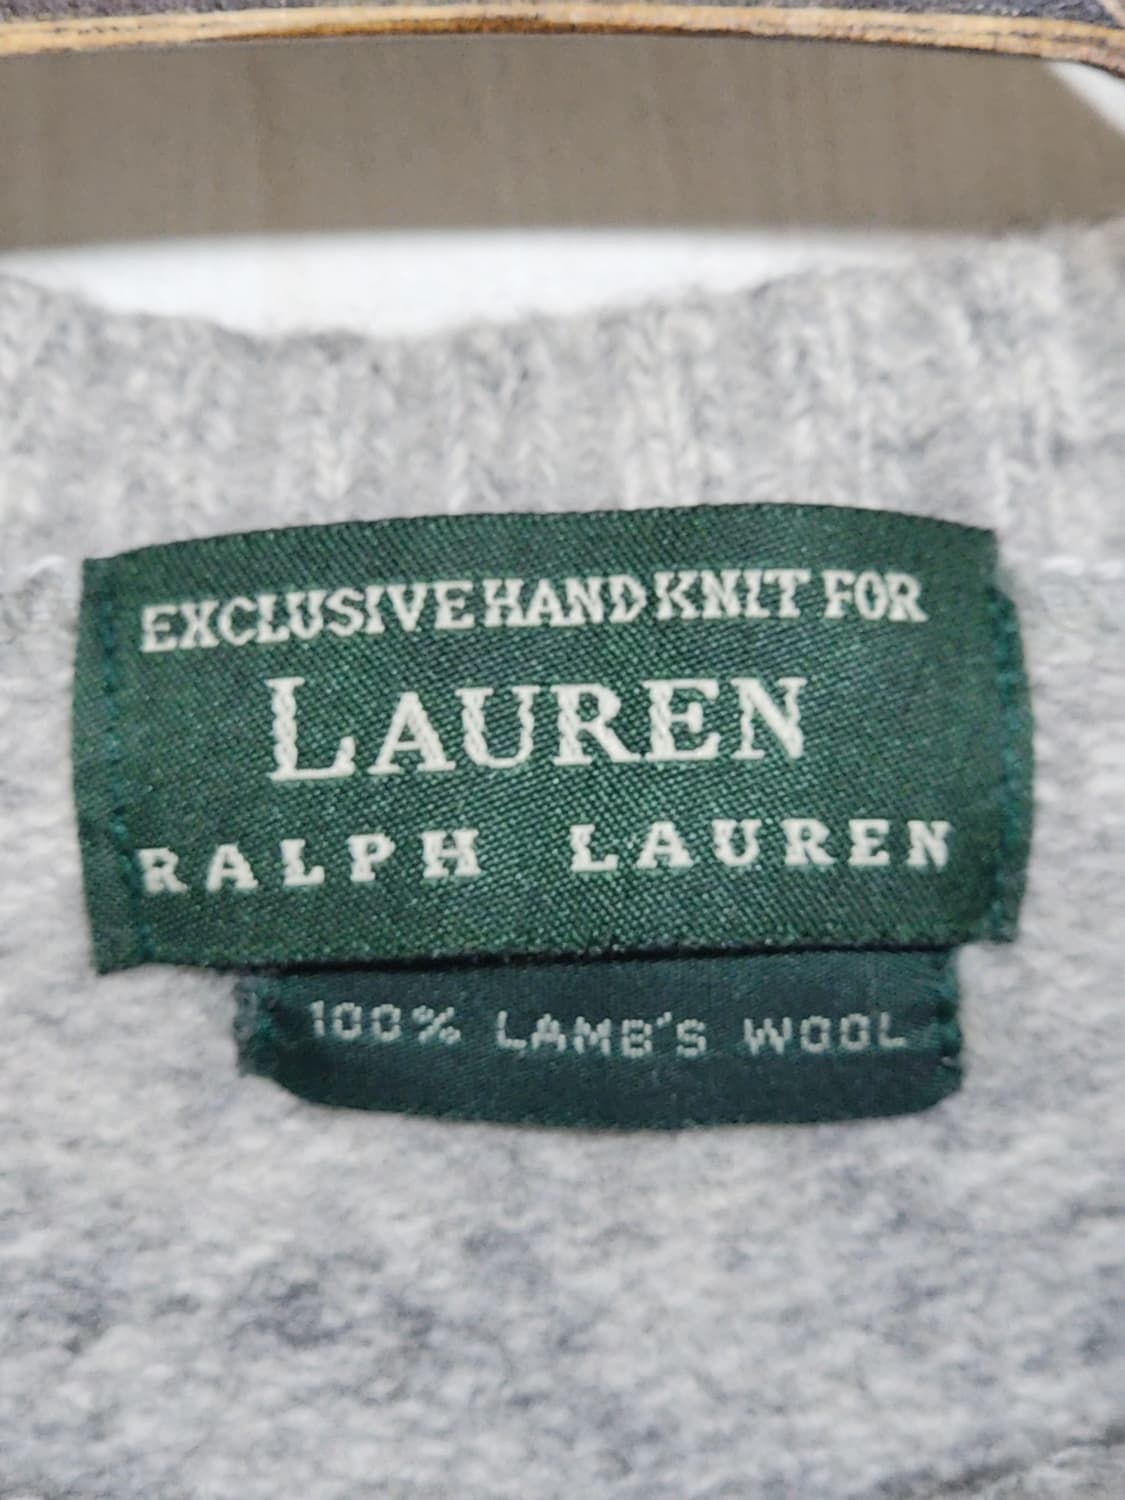 EXCLUSIVE HAND KNIT FOR
LAUREN
RALPH LAUREN
100% LAMB'S WOOL